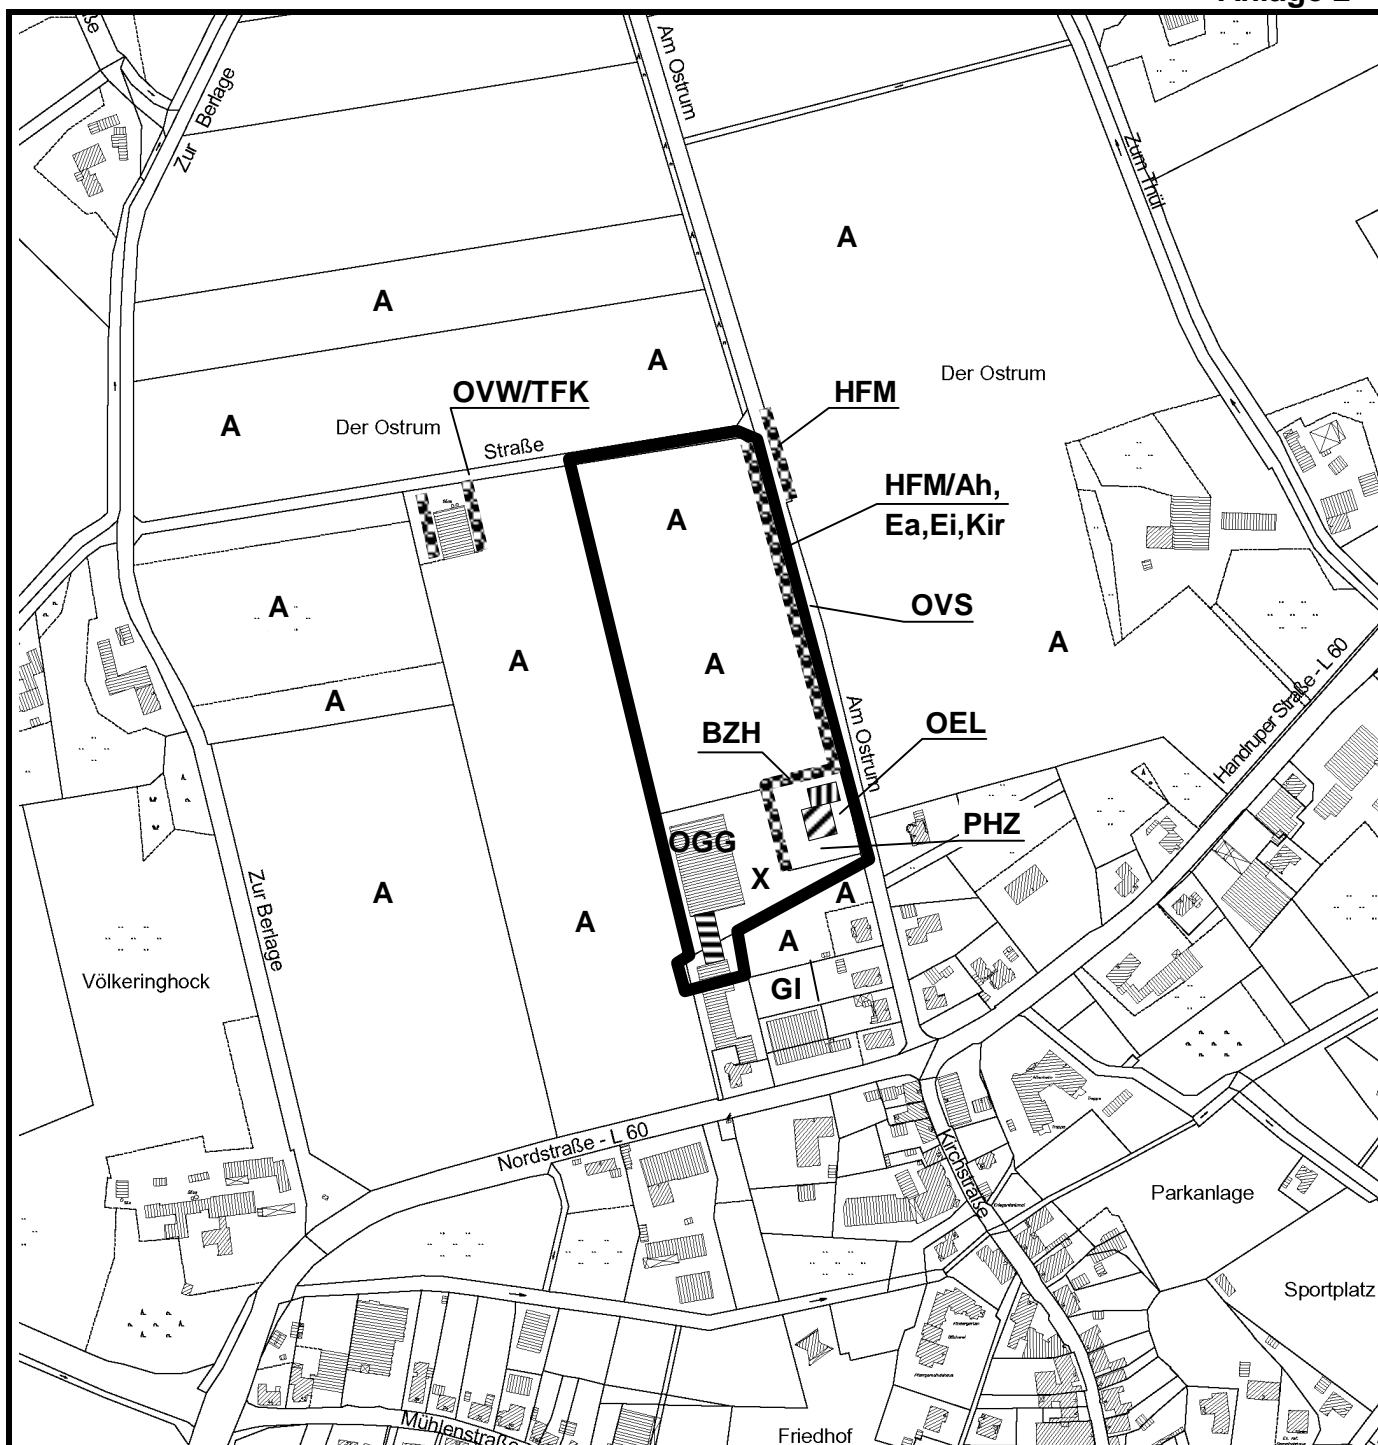 Zur Berlage
Am Ostrum
Zum Thül
A
A
A
Der Ostrum
OVW/TFK
HFM
A
Der Ostrum
Straße
HFM/Ah,
Ea,Ei,Kir
A
OVS
A
A
A
A
A
Handruper Straße - L 60
Am Ostrum
BZH
OEL
PHZ
OGG
X
A
A
Zur Berlage
A
A
Völkeringhock
GI
Nordstraße - L 60
Kirchstraße
Parkanlage
Sportplatz
Mühlenstraße
Friedhof